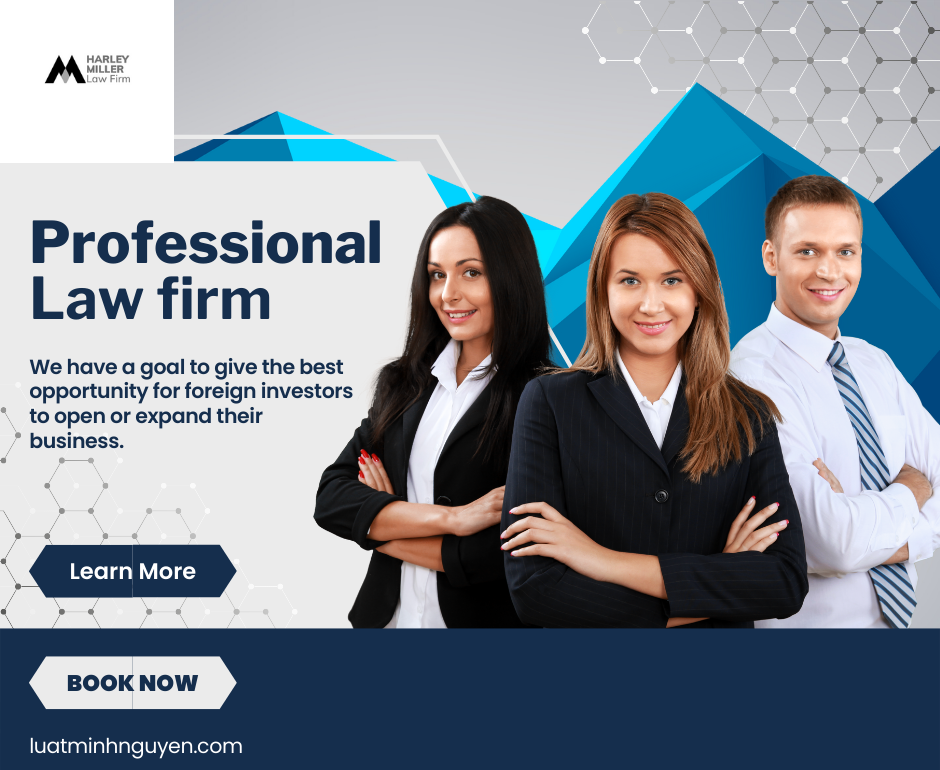 HARLEY
MILLER
Law Firm
Professional
Law firm
We have a goal to give the best
opportunity for foreign investors
to open or expand their
business.
Learn More
BOOK NOW
luatminhnguyen.com